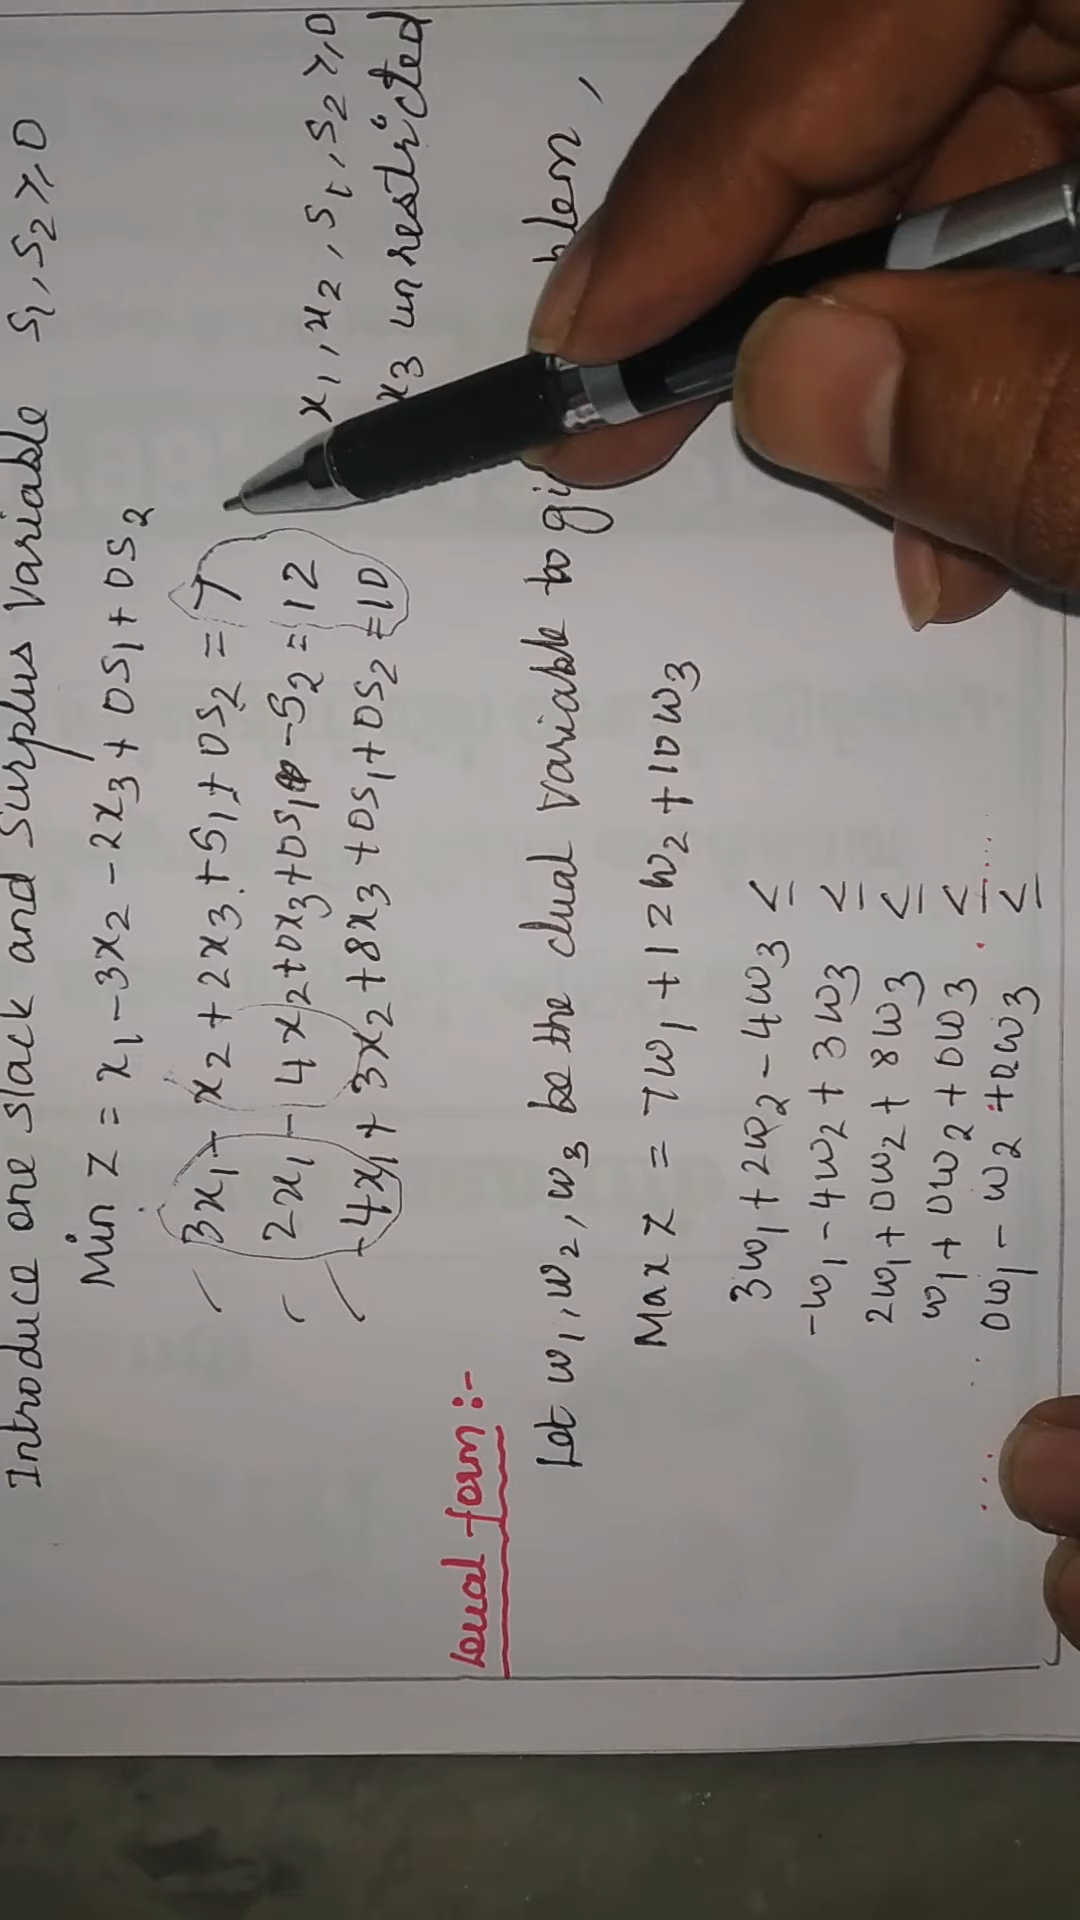 Introduce one slack and surplus variable s1, s2 ≥ 0
Min Z = x1 - 3x2 - 2x3 + 0s1 + 0s2
3x1 - x2 + 2x3 + s1 + 0s2 = 7
2x1 - 4x2 + 0x3 + 0s1 - s2 = 12
-4x1 + 3x2 + 8x3 + 0s1 + 0s2 = 10
x1, x2, s1, s2 ≥ 0
x3 unrestricted
Dual form :-
Let w1, w2, w3 be the dual variable to
Max Z = 7w1 + 12w2 + 10w3
3w1 + 2w2 - 4w3 ≤
-w1 - 4w2 + 3w3 ≤
2w1 + 0w2 + 8w3 ≤
w1 + 0w2 + 0w3 ≤
0w1 - w2 + 0w3 ≤